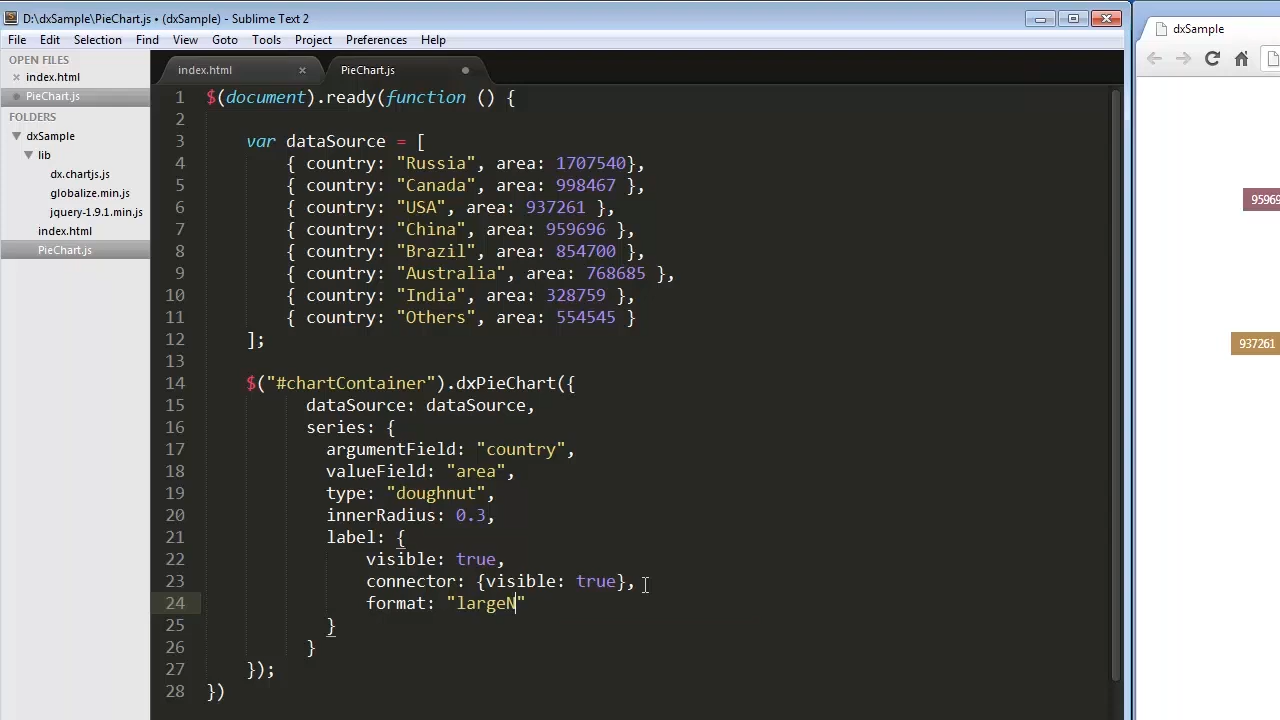 D:\dxSample\PieChart.js • (dxSample) - Sublime Text 2
File Edit Selection Find View Goto Tools Project Preferences Help
OPEN FILES
index.html
PieChart.js
FOLDERS
dxSample
lib
dx.chartjs.js
globalize.min.js
jquery-1.9.1.min.js
index.html
PieChart.js
index.html
PieChart.js
1 $(document).ready(function () {
2
3 var dataSource = [
4 { country: "Russia", area: 1707540},
5 { country: "Canada", area: 998467 },
6 { country: "USA", area: 937261 },
7 { country: "China", area: 959696 },
8 { country: "Brazil", area: 854700 },
9 { country: "Australia", area: 768685 },
10 { country: "India", area: 328759 },
11 { country: "Others", area: 554545 }
12 ];
13
14 $("#chartContainer").dxPieChart({
15 dataSource: dataSource,
16 series: {
17 argumentField: "country",
18 valueField: "area",
19 type: "doughnut",
20 innerRadius: 0.3,
21 label: {
22 visible: true,
23 connector: {visible: true},
24 format: "largeN"
25 }
26 }
27 });
28 })
dxSample
937261